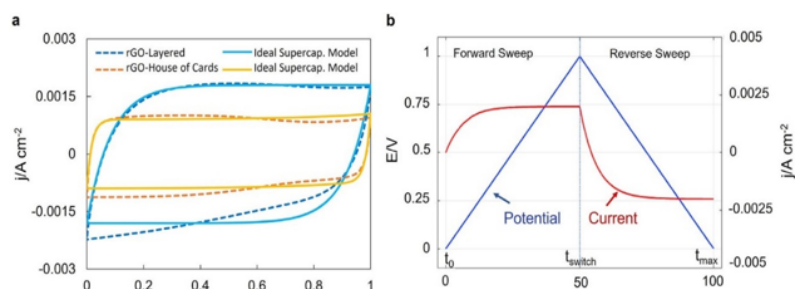 a
j/A cm⁻²
0.003
0.0015
0
-0.0015
-0.003
rGO-Layered
Ideal Supercap. Model
rGO-House of Cards
Ideal Supercap. Model
0 0.2 0.4 0.6 0.8 1
b
E/V
1
0.75
0.5
0.25
0
Forward Sweep
Reverse Sweep
Potential
Current
t₀
tswitch
tmax
0 50 100
0.005
0.0025
0
-0.0025
-0.005
j/A cm⁻²